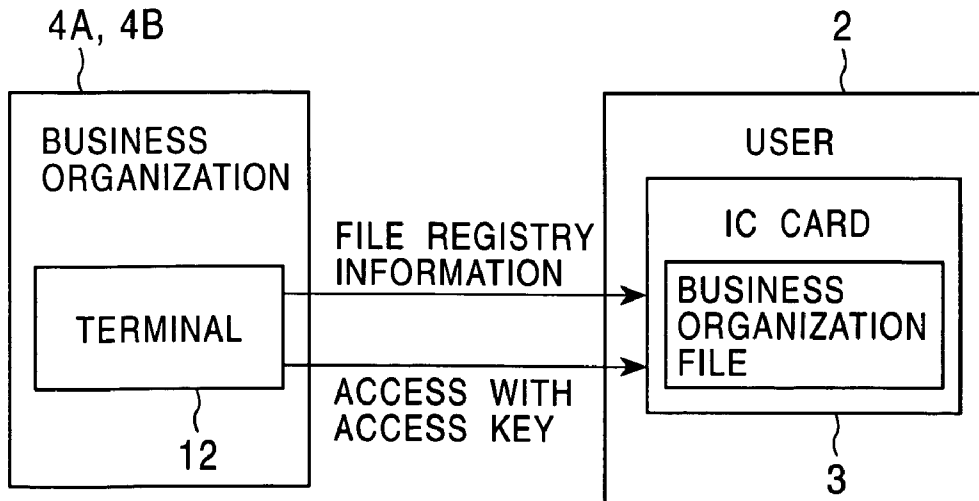 4A, 4B
2
BUSINESS
ORGANIZATION
USER
IC CARD
FILE REGISTRY
INFORMATION
BUSINESS
ORGANIZATION
FILE
TERMINAL
ACCESS WITH
ACCESS KEY
12
3